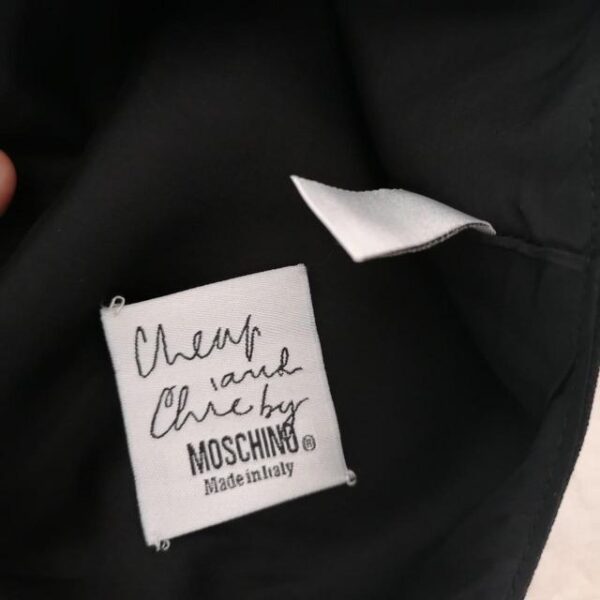 Cheap
and
Chic by
MOSCHINO®
Made in Italy